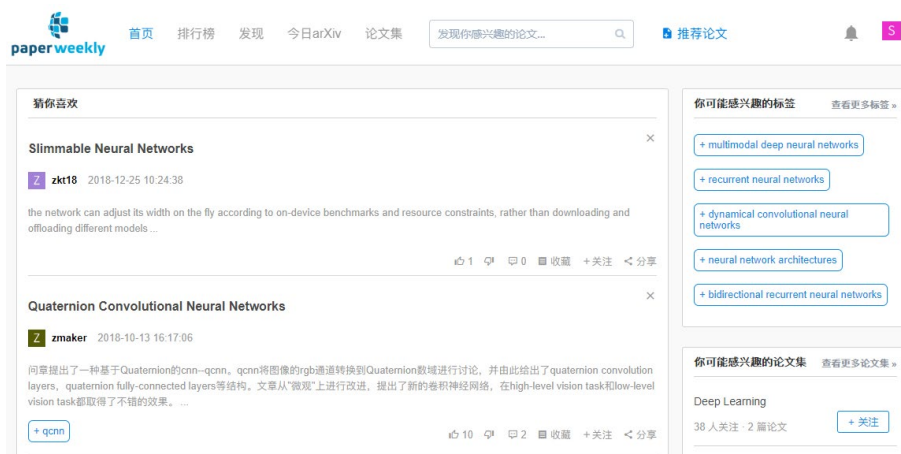 paperweekly
首页 排行榜 发现 今日arXiv 论文集 发现你感兴趣的论文... 推荐论文 S
猜你喜欢
Slimmable Neural Networks
Z zkt18 2018-12-25 10:24:38
the network can adjust its width on the fly according to on-device benchmarks and resource constraints, rather than downloading and
offloading different models ...
1 0 收藏 +关注 分享
Quaternion Convolutional Neural Networks
Z zmaker 2018-10-13 16:17:06
问章提出了一种基于Quaternion的cnn--qcnn。qcnn将图像的rgb通道转换到Quaternion数域进行讨论，并由此给出了quaternion convolution
layers，quaternion fully-connected layers等结构。文章从"微观"上进行改进，提出了新的卷积神经网络，在high-level vision task和low-level
vision task都取得了不错的效果。 ...
+ qcnn
10 2 收藏 +关注 分享
你可能感兴趣的标签 查看更多标签 »
+ multimodal deep neural networks
+ recurrent neural networks
+ dynamical convolutional neural
networks
+ neural network architectures
+ bidirectional recurrent neural networks
你可能感兴趣的论文集 查看更多论文集 »
Deep Learning
38 人关注 · 2 篇论文 + 关注